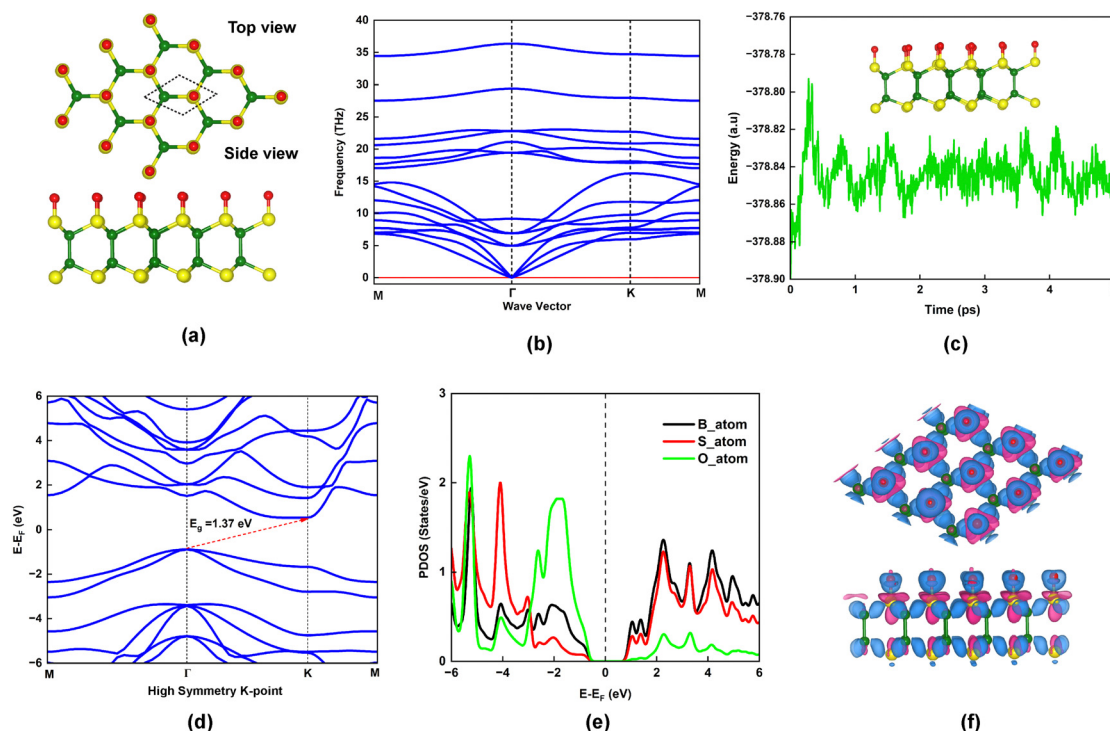 Top view
Side view
(a)
40
35
30
25
20
15
10
5
0
Frequency (THz)
M
Γ
K
M
Wave Vector
(b)
−378.76
−378.78
−378.80
−378.82
−378.84
−378.86
−378.88
−378.90
Energy (a.u)
0
1
2
3
4
Time (ps)
(c)
6
4
2
0
−2
−4
−6
E-EF (eV)
Eg =1.37 eV
M
Γ
K
M
High Symmetry K-point
(d)
3
2
1
0
PDOS (States/eV)
B_atom
S_atom
O_atom
−6
−4
−2
0
2
4
6
E-EF (eV)
(e)
(f)